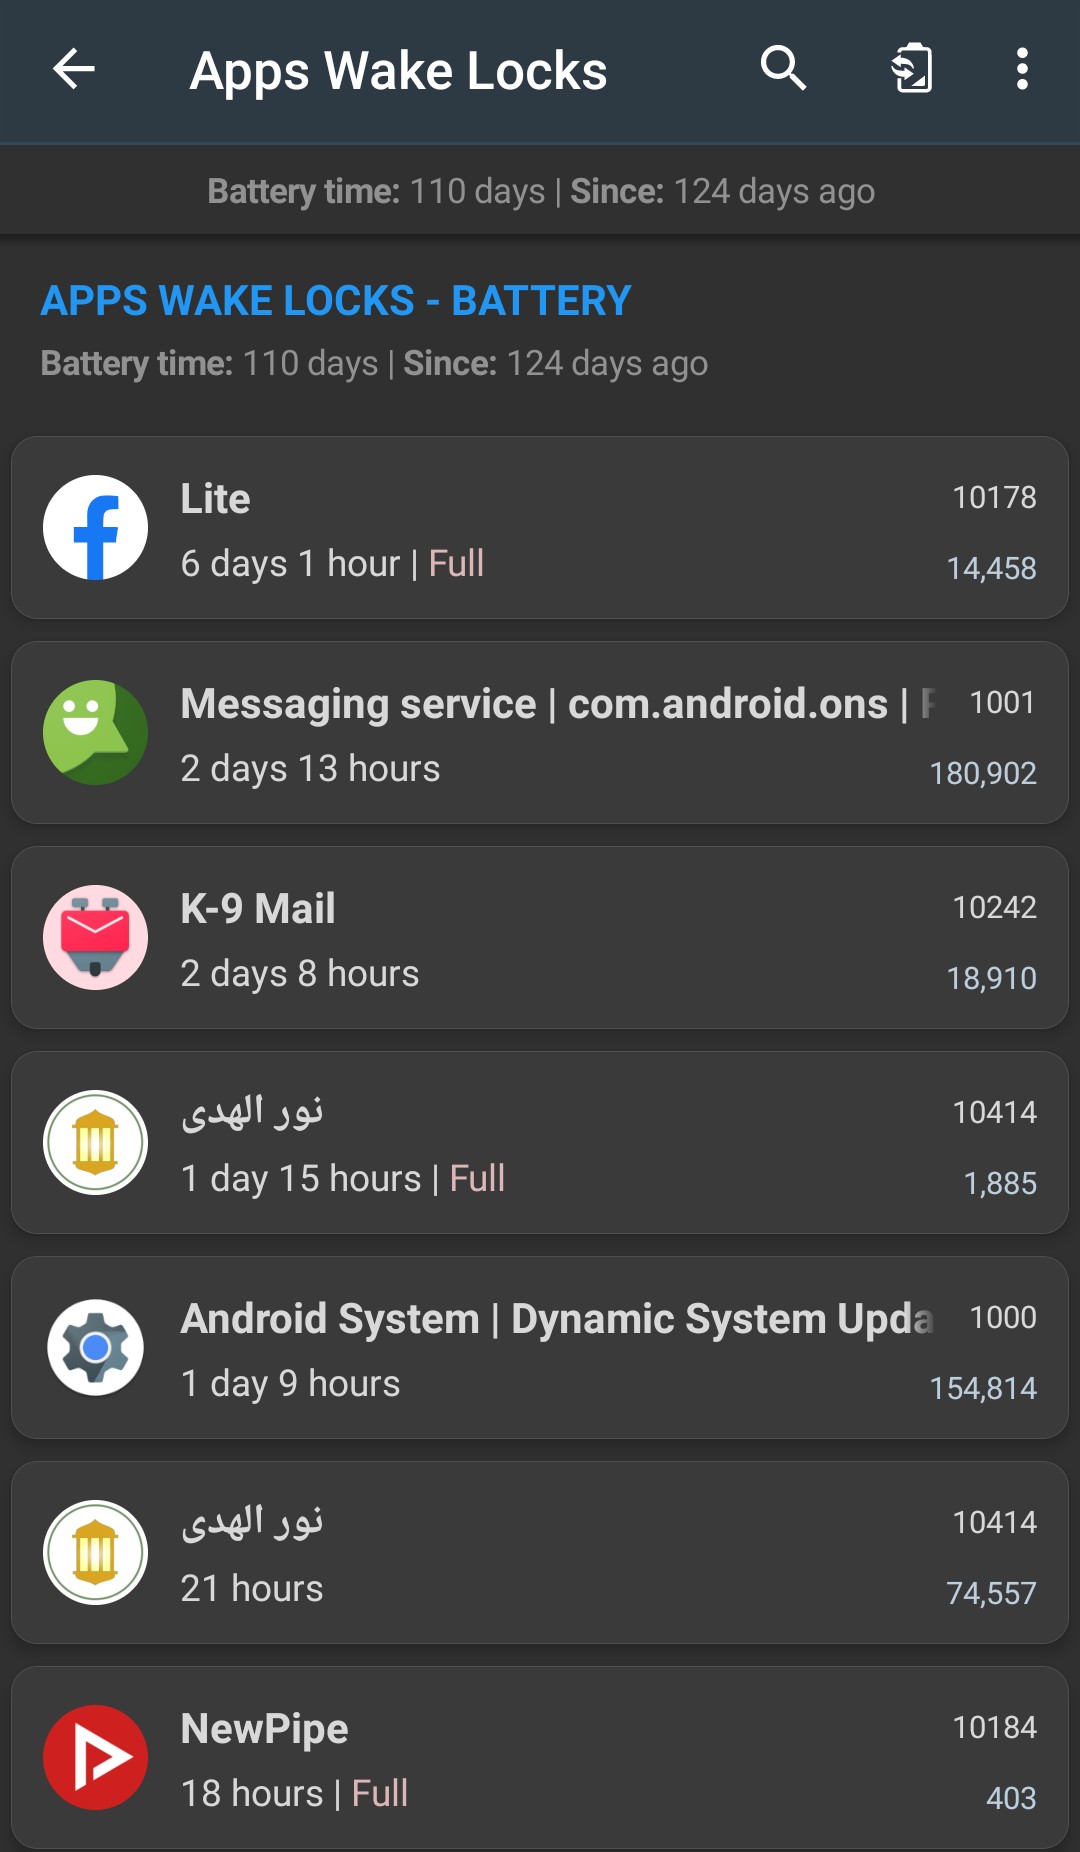 Apps Wake Locks
Battery time: 110 days | Since: 124 days ago
APPS WAKE LOCKS - BATTERY
Battery time: 110 days | Since: 124 days ago
Lite 10178
6 days 1 hour | Full 14,458
Messaging service | com.android.ons | 1001
2 days 13 hours 180,902
K-9 Mail 10242
2 days 8 hours 18,910
نور الهدى 10414
1 day 15 hours | Full 1,885
Android System | Dynamic System Upda 1000
1 day 9 hours 154,814
نور الهدى 10414
21 hours 74,557
NewPipe 10184
18 hours | Full 403